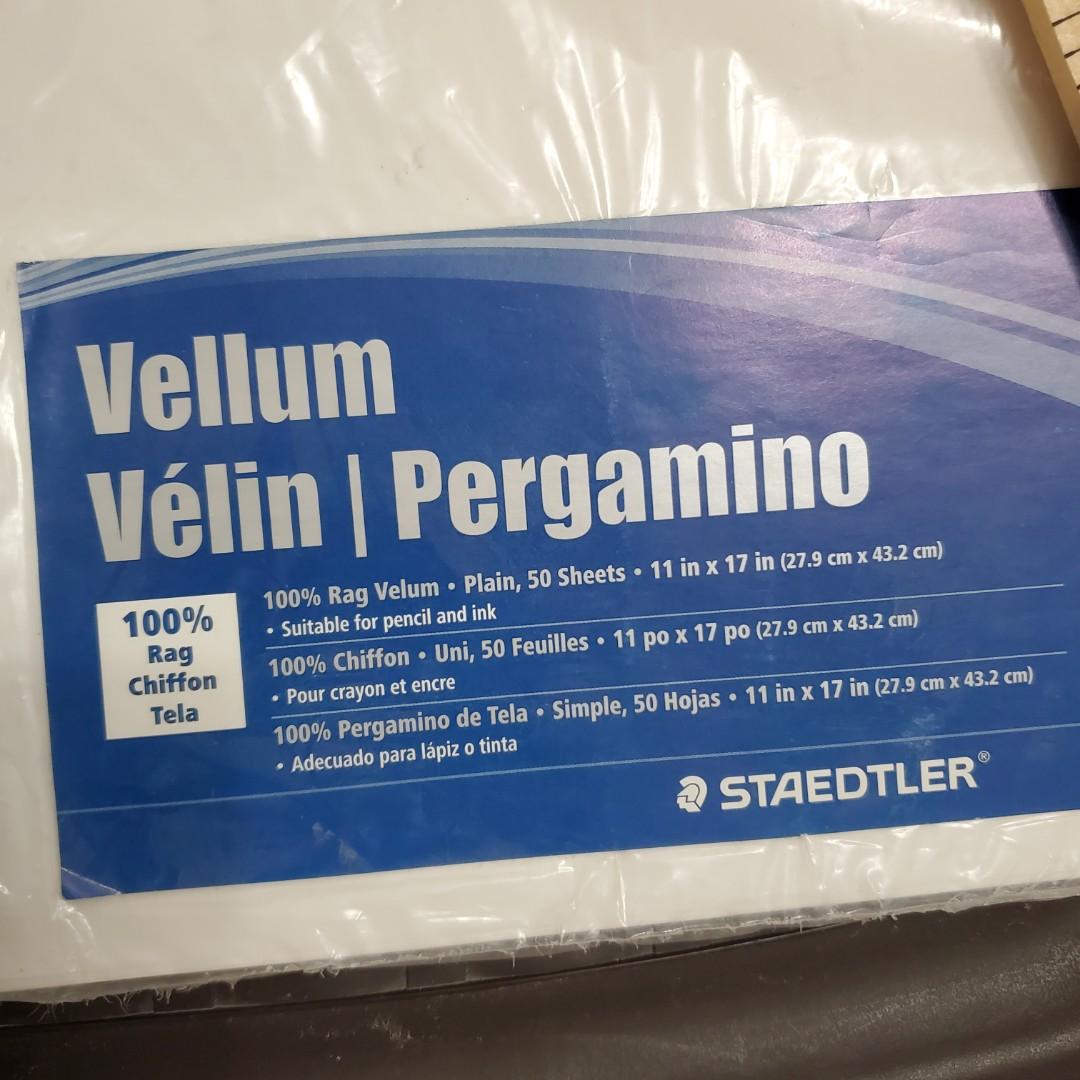 Vellum
Vélin | Pergamino
100% Rag Velum • Plain, 50 Sheets • 11 in x 17 in (27.9 cm x 43.2 cm)
• Suitable for pencil and ink
100% Chiffon • Uni, 50 Feuilles • 11 po x 17 po (27.9 cm x 43.2 cm)
• Pour crayon et encre
100% Pergamino de Tela • Simple, 50 Hojas • 11 in x 17 in (27.9 cm x 43.2 cm)
• Adecuado para lápiz o tinta
100%
Rag
Chiffon
Tela
STAEDTLER®